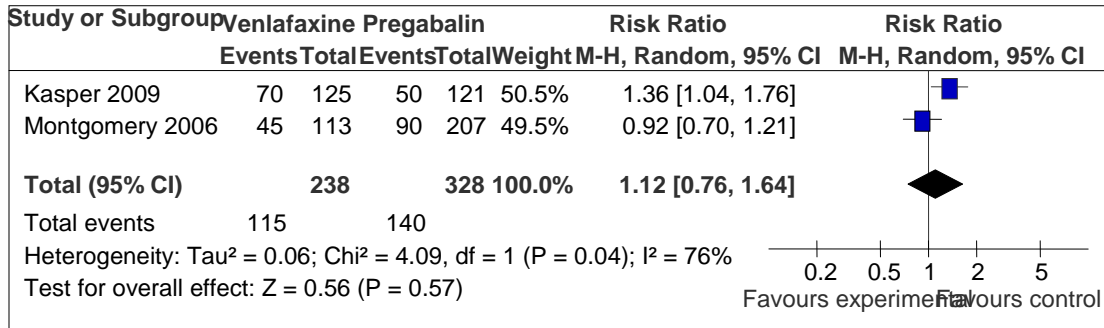 Study or Subgroup Venlafaxine Pregabalin Risk Ratio Risk Ratio
Events Total Events Total Weight M-H, Random, 95% CI M-H, Random, 95% CI
Kasper 2009 70 125 50 121 50.5% 1.36 [1.04, 1.76]
Montgomery 2006 45 113 90 207 49.5% 0.92 [0.70, 1.21]
Total (95% CI) 238 328 100.0% 1.12 [0.76, 1.64]
Total events 115 140
Heterogeneity: Tau² = 0.06; Chi² = 4.09, df = 1 (P = 0.04); I² = 76%
Test for overall effect: Z = 0.56 (P = 0.57)
0.2 0.5 1 2 5
Favours experimental Favours control